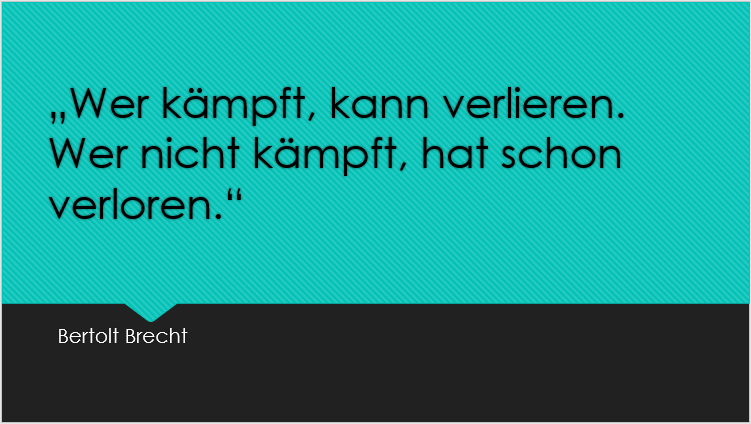 „Wer kämpft, kann verlieren.
Wer nicht kämpft, hat schon
verloren.“
Bertolt Brecht